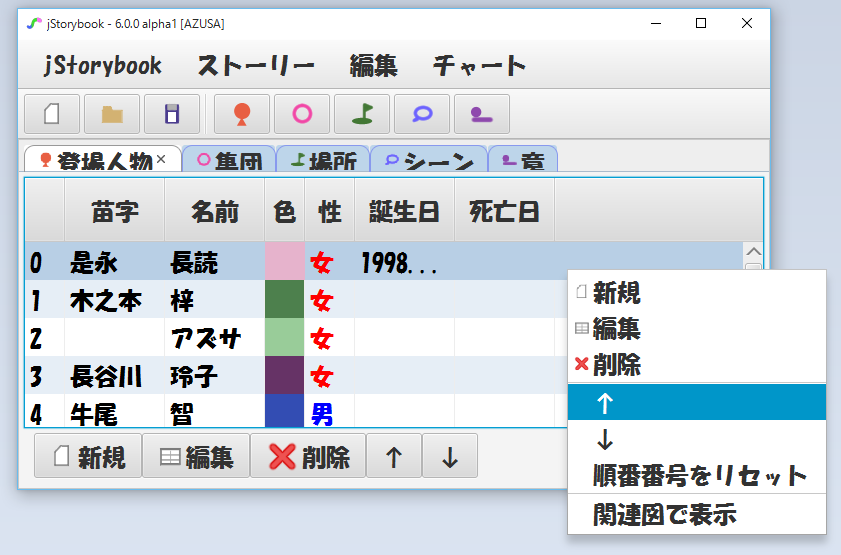 jStorybook - 6.0.0 alpha1 [AZUSA]
jStorybook ストーリー 編集 チャート
登場人物 集団 場所 シーン 章
苗字 名前 色 性 誕生日 死亡日
0 是永 長読 女 1998...
1 木之本 梓 女
2 アズサ 女
3 長谷川 玲子 女
4 牛尾 智 男
新規 編集 削除 ↑ ↓
新規
編集
削除
↑
↓
順番番号をリセット
関連図で表示